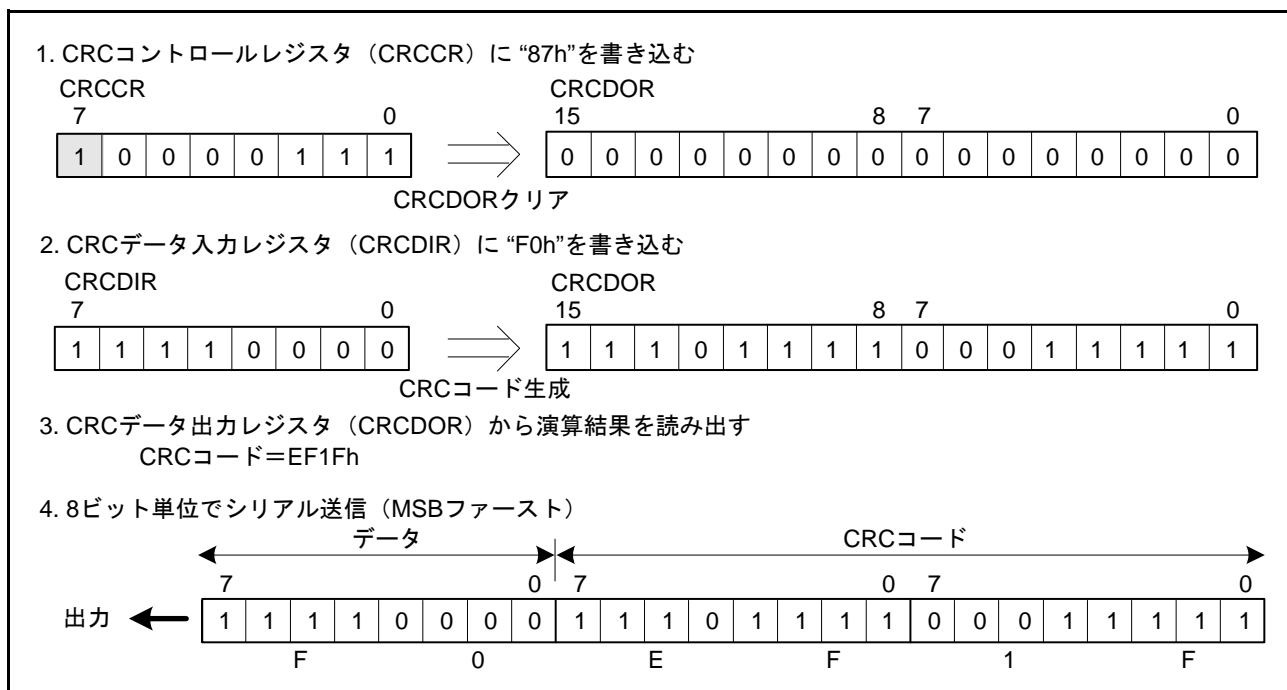 1. CRCコントロールレジスタ（CRCCR）に “87h”を書き込む
CRCCR CRCDOR
7 0 15 8 7 0
1 0 0 0 0 1 1 1 0 0 0 0 0 0 0 0 0 0 0 0 0 0 0 0
CRCDORクリア
2. CRCデータ入力レジスタ（CRCDIR）に “F0h”を書き込む
CRCDIR CRCDOR
7 0 15 8 7 0
1 1 1 1 0 0 0 0 1 1 1 0 1 1 1 1 0 0 0 1 1 1 1 1
CRCコード生成
3. CRCデータ出力レジスタ（CRCDOR）から演算結果を読み出す
CRCコード＝EF1Fh
4. 8ビット単位でシリアル送信（MSBファースト）
データ CRCコード
7 0 7 0 7 0
出力 1 1 1 1 0 0 0 0 1 1 1 0 1 1 1 1 0 0 0 1 1 1 1 1
F 0 E F 1 F